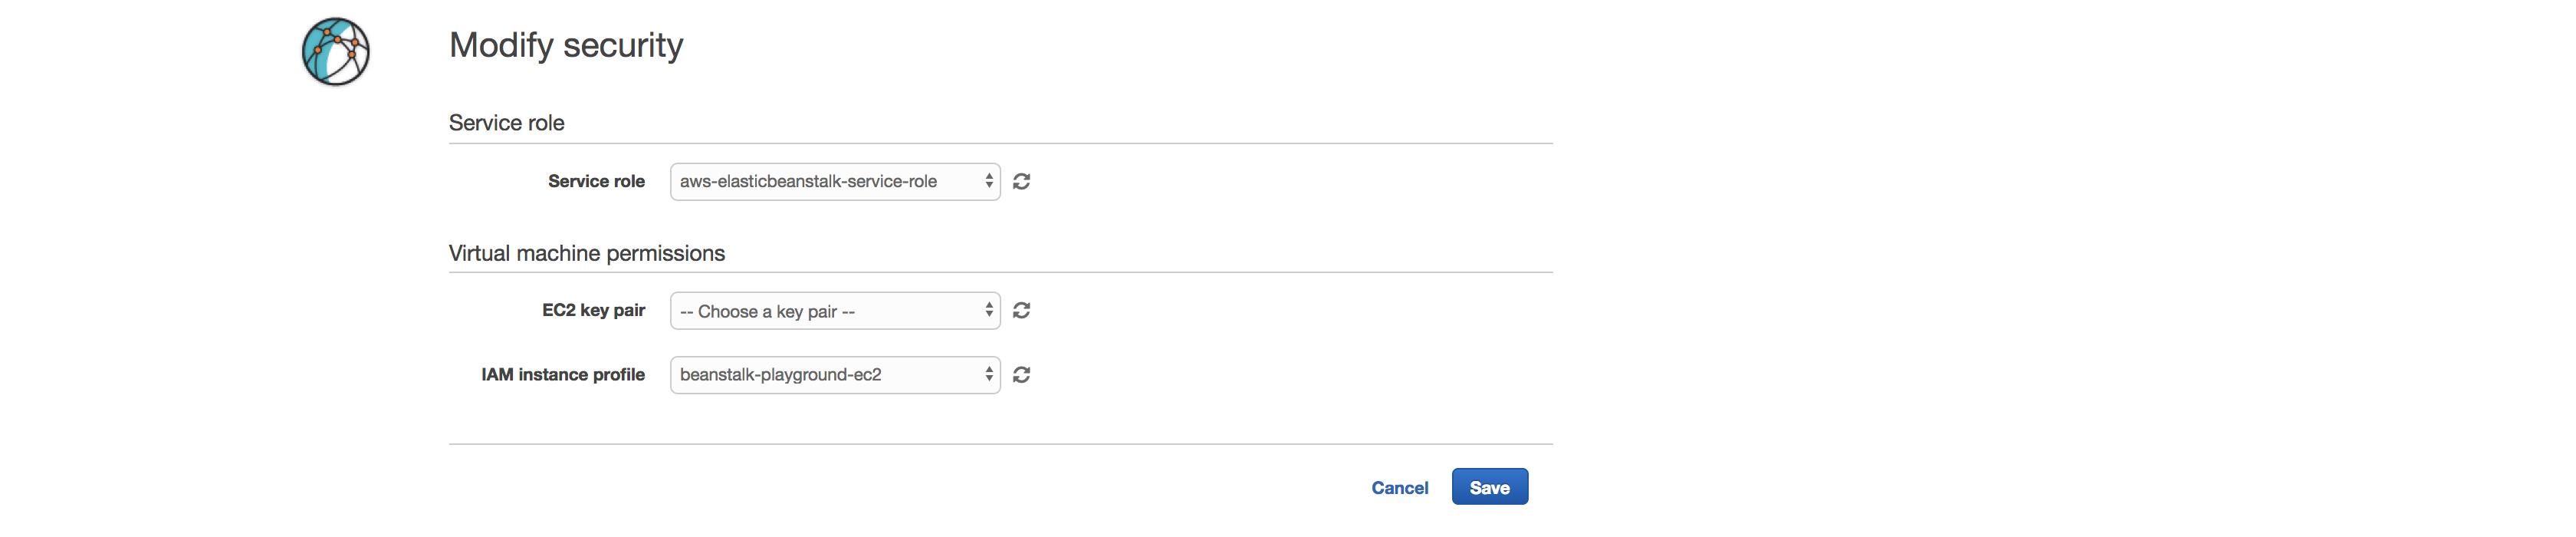 Modify security
Service role
Service role aws-elasticbeanstalk-service-role
Virtual machine permissions
EC2 key pair -- Choose a key pair --
IAM instance profile beanstalk-playground-ec2
Cancel Save